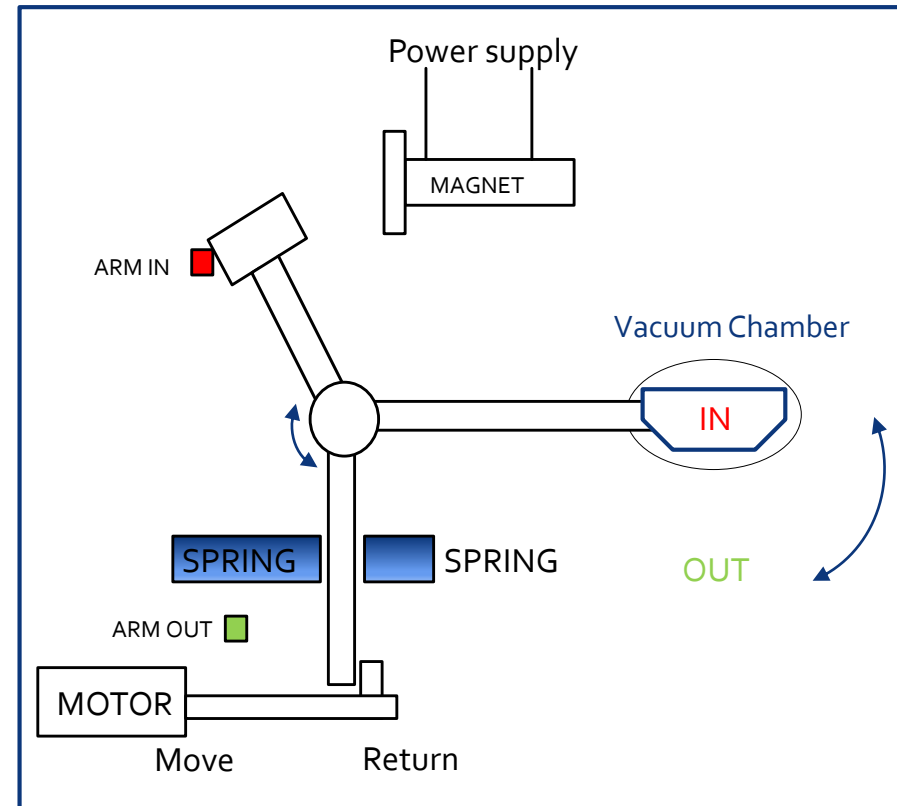 Power supply
MAGNET
ARM IN
Vacuum Chamber
IN
SPRING
SPRING
OUT
ARM OUT
MOTOR
Move
Return